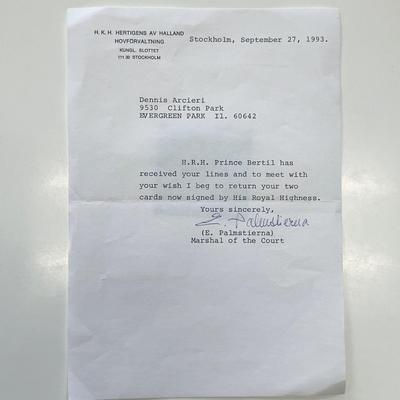 H. K. H. HERTIGENS AV HALLAND
HOVFÖRVALTNING
KUNGL. SLOTTET
111 30 STOCKHOLM
Stockholm, September 27, 1993.
Dennis Arcieri
9530 Clifton Park
EVERGREEN PARK Il. 60642
H.R.H. Prince Bertil has
received your lines and to meet with
your wish I beg to return your two
cards now signed by His Royal Highness.
Yours sincerely,
E. Palmstierna
(E. Palmstierna)
Marshal of the Court